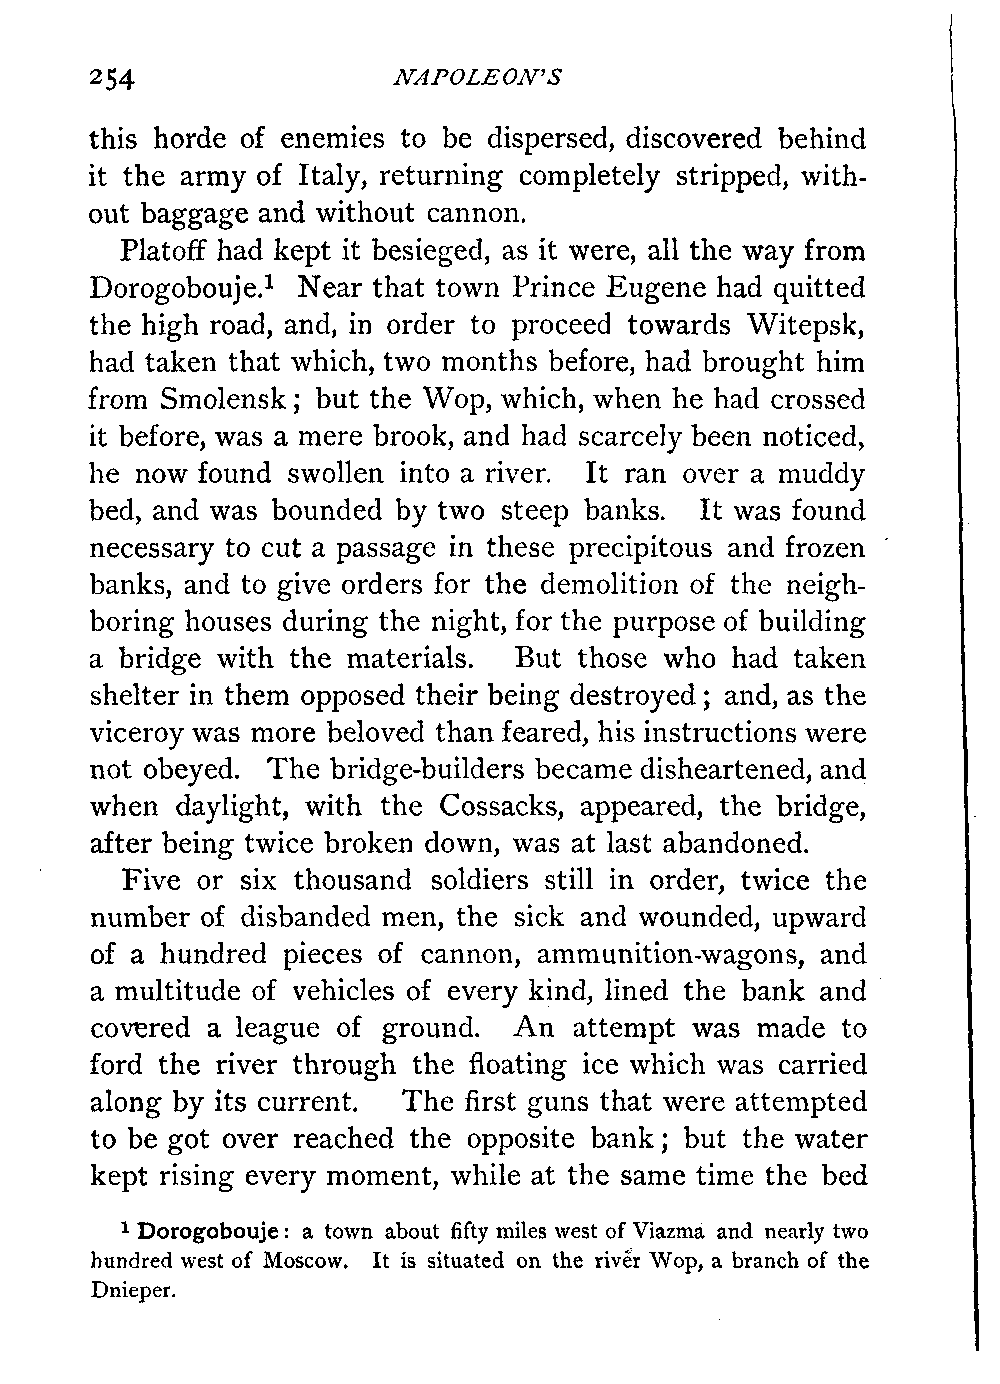 254 NAPOLEON'S
this horde of enemies to be dispersed, discovered behind
it the army of Italy, returning completely stripped, with-
out baggage and without cannon.
Platoff had kept it besieged, as it were, all the way from
Dorogobouje.¹ Near that town Prince Eugene had quitted
the high road, and, in order to proceed towards Witepsk,
had taken that which, two months before, had brought him
from Smolensk; but the Wop, which, when he had crossed
it before, was a mere brook, and had scarcely been noticed,
he now found swollen into a river. It ran over a muddy
bed, and was bounded by two steep banks. It was found
necessary to cut a passage in these precipitous and frozen
banks, and to give orders for the demolition of the neigh-
boring houses during the night, for the purpose of building
a bridge with the materials. But those who had taken
shelter in them opposed their being destroyed; and, as the
viceroy was more beloved than feared, his instructions were
not obeyed. The bridge-builders became disheartened, and
when daylight, with the Cossacks, appeared, the bridge,
after being twice broken down, was at last abandoned.
Five or six thousand soldiers still in order, twice the
number of disbanded men, the sick and wounded, upward
of a hundred pieces of cannon, ammunition-wagons, and
a multitude of vehicles of every kind, lined the bank and
covered a league of ground. An attempt was made to
ford the river through the floating ice which was carried
along by its current. The first guns that were attempted
to be got over reached the opposite bank; but the water
kept rising every moment, while at the same time the bed
¹ Dorogobouje: a town about fifty miles west of Viazma and nearly two
hundred west of Moscow. It is situated on the river Wop, a branch of the
Dnieper.